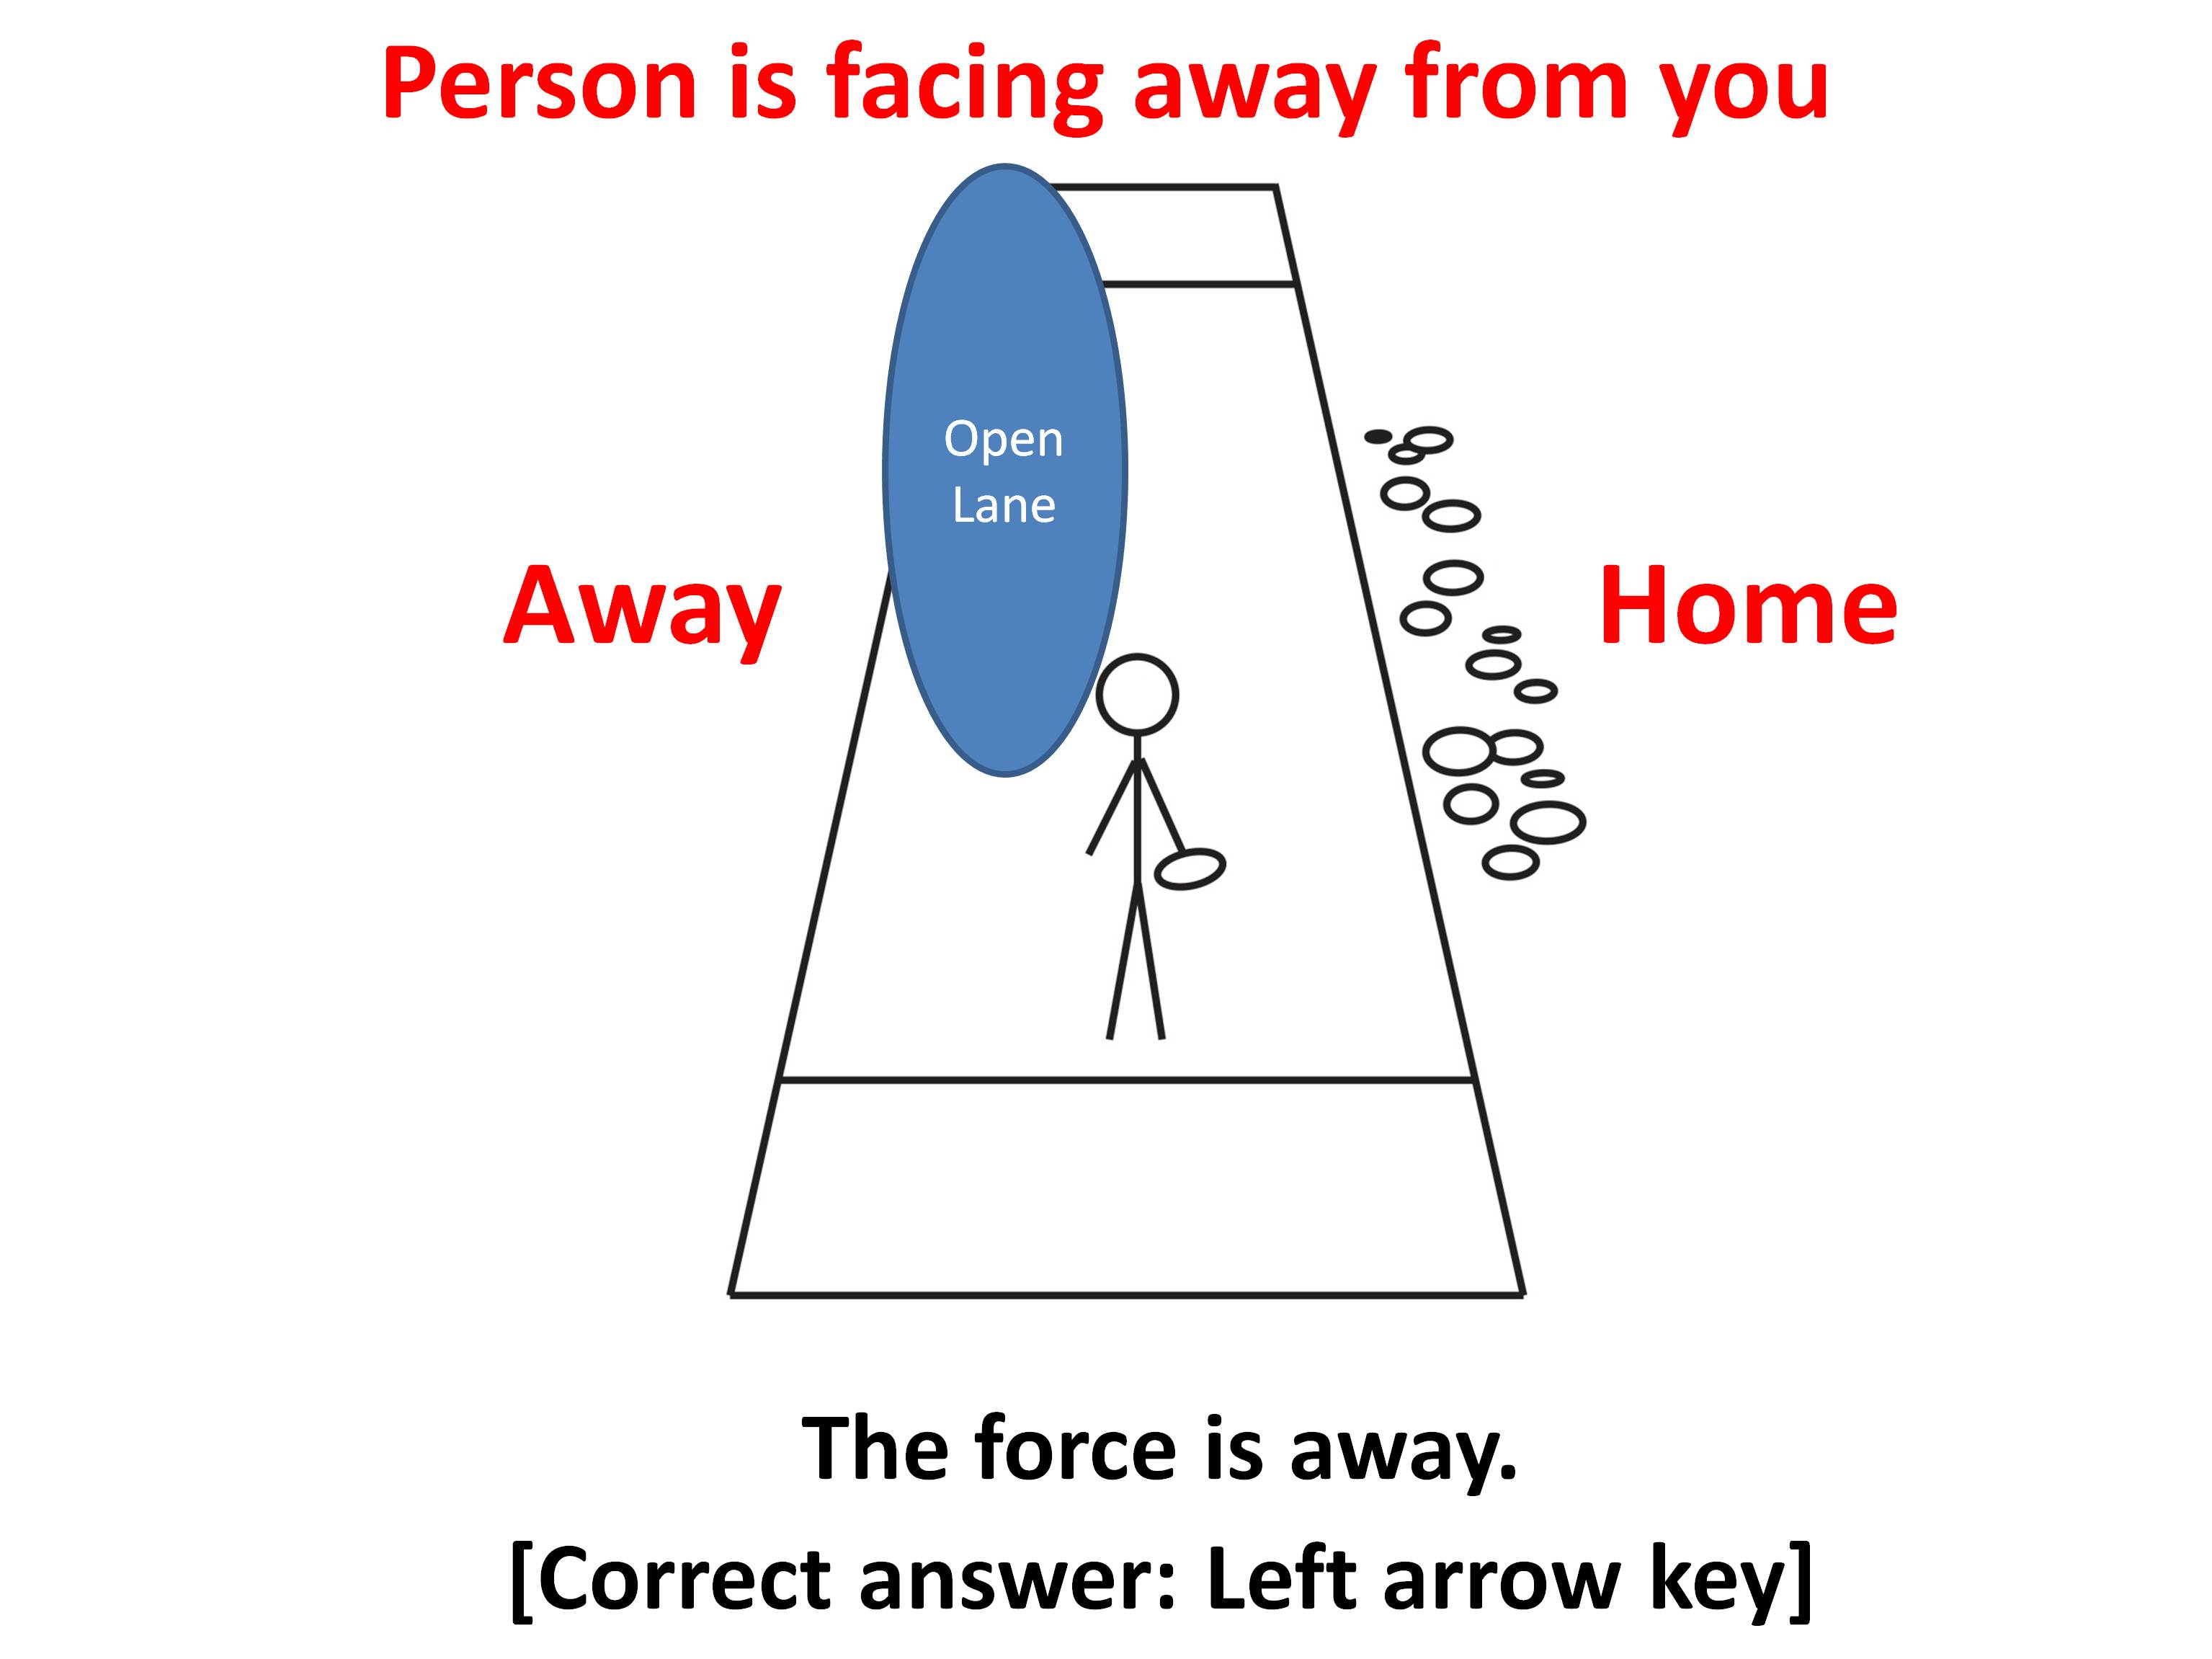 Person is facing away from you
Open
Lane
Away
Home
The force is away.
[Correct answer: Left arrow key]